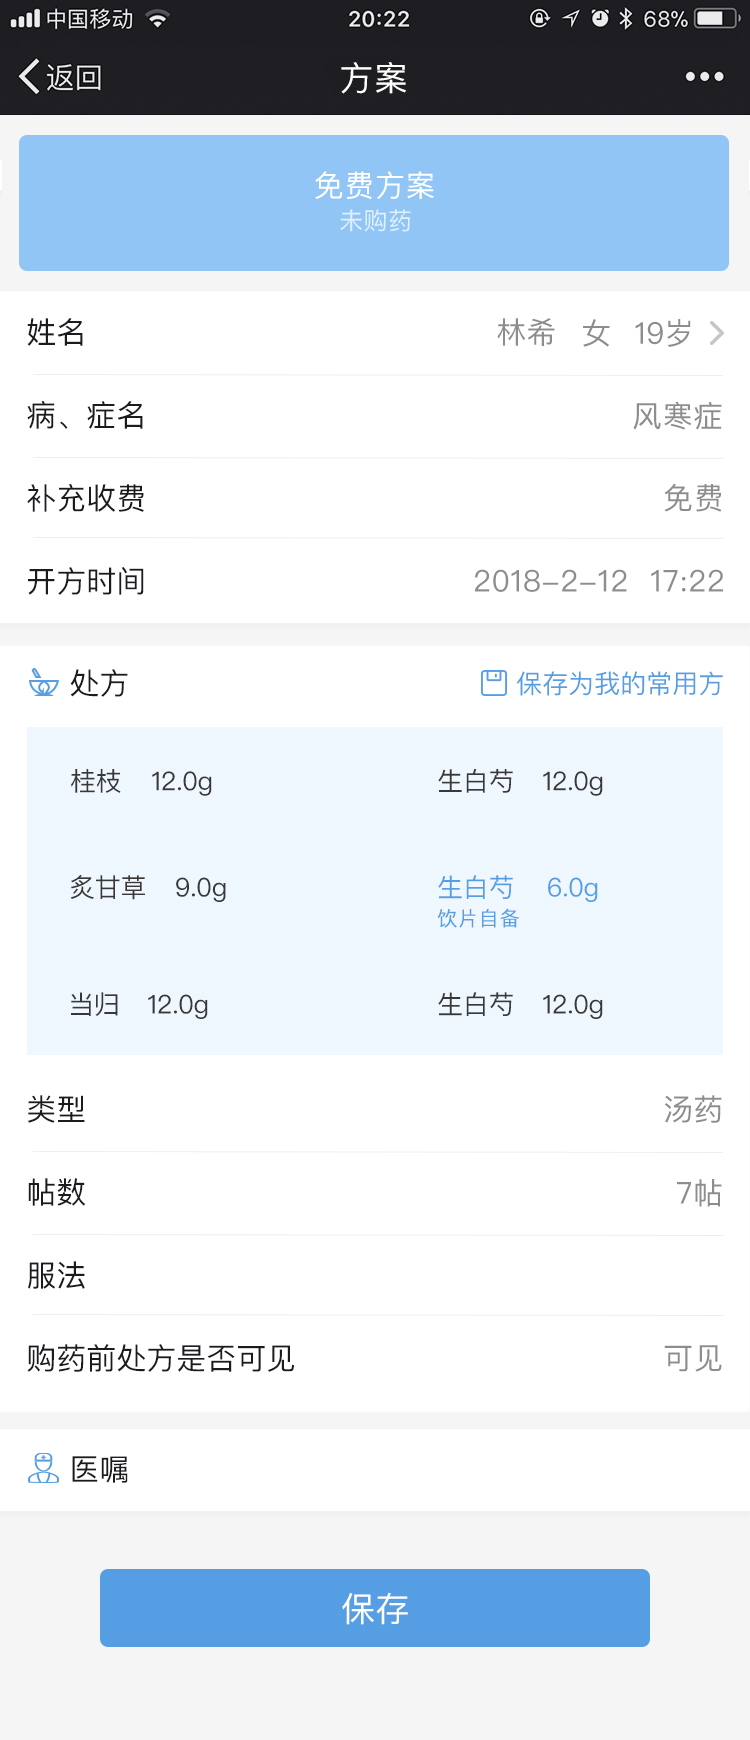 中国移动 20:22 68%
返回 方案
免费方案
未购药
姓名 林希 女 19岁
病、症名 风寒症
补充收费 免费
开方时间 2018-2-12 17:22
处方 保存为我的常用方
桂枝 12.0g 生白芍 12.0g
炙甘草 9.0g 生白芍 6.0g
饮片自备
当归 12.0g 生白芍 12.0g
类型 汤药
帖数 7帖
服法
购药前处方是否可见 可见
医嘱
保存